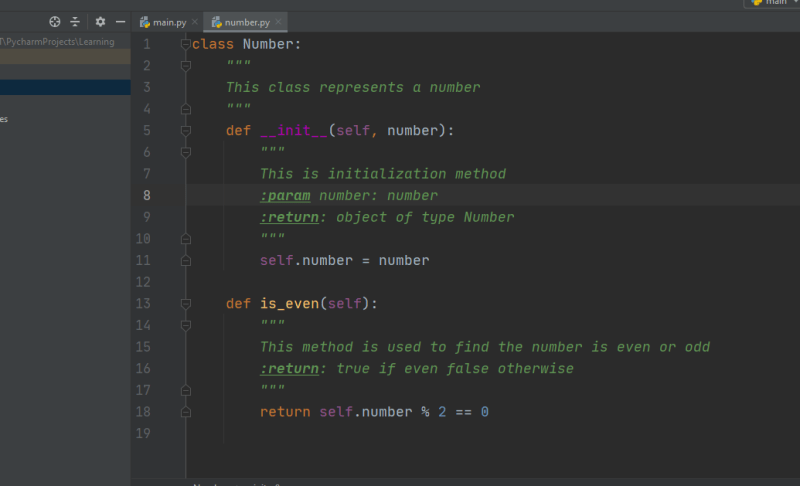 main
main.py
number.py
\PycharmProjects\Learning
es
1 class Number:
2 """
3 This class represents a number
4 """
5 def __init__(self, number):
6 """
7 This is initialization method
8 :param number: number
9 :return: object of type Number
10 """
11 self.number = number
12
13 def is_even(self):
14 """
15 This method is used to find the number is even or odd
16 :return: true if even false otherwise
17 """
18 return self.number % 2 == 0
19